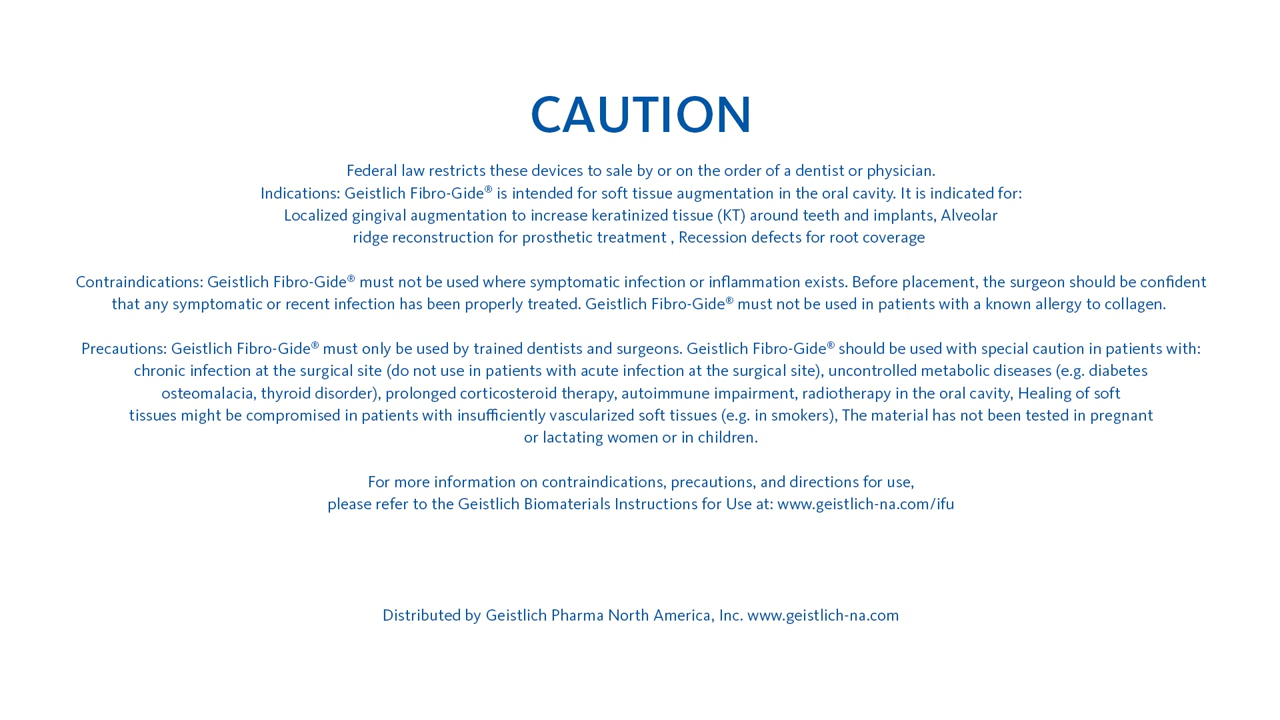 CAUTION
Federal law restricts these devices to sale by or on the order of a dentist or physician.
Indications: Geistlich Fibro-Gide® is intended for soft tissue augmentation in the oral cavity. It is indicated for:
Localized gingival augmentation to increase keratinized tissue (KT) around teeth and implants, Alveolar
ridge reconstruction for prosthetic treatment , Recession defects for root coverage
Contraindications: Geistlich Fibro-Gide® must not be used where symptomatic infection or inflammation exists. Before placement, the surgeon should be confident
that any symptomatic or recent infection has been properly treated. Geistlich Fibro-Gide® must not be used in patients with a known allergy to collagen.
Precautions: Geistlich Fibro-Gide® must only be used by trained dentists and surgeons. Geistlich Fibro-Gide® should be used with special caution in patients with:
chronic infection at the surgical site (do not use in patients with acute infection at the surgical site), uncontrolled metabolic diseases (e.g. diabetes
osteomalacia, thyroid disorder), prolonged corticosteroid therapy, autoimmune impairment, radiotherapy in the oral cavity, Healing of soft
tissues might be compromised in patients with insufficiently vascularized soft tissues (e.g. in smokers), The material has not been tested in pregnant
or lactating women or in children.
For more information on contraindications, precautions, and directions for use,
please refer to the Geistlich Biomaterials Instructions for Use at: www.geistlich-na.com/ifu
Distributed by Geistlich Pharma North America, Inc. www.geistlich-na.com